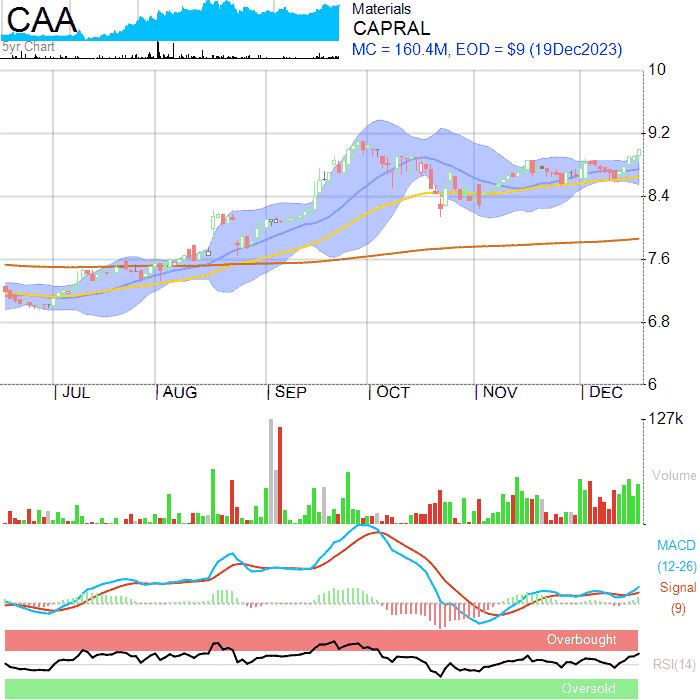 CAA
5yr Chart
Materials
CAPRAL
MC = 160.4M, EOD = $9 (19Dec2023)
10
9.2
8.4
7.6
6.8
6
JUL AUG SEP OCT NOV DEC
127k
Volume
MACD
(12-26)
Signal
(9)
Overbought
RSI(14)
Oversold